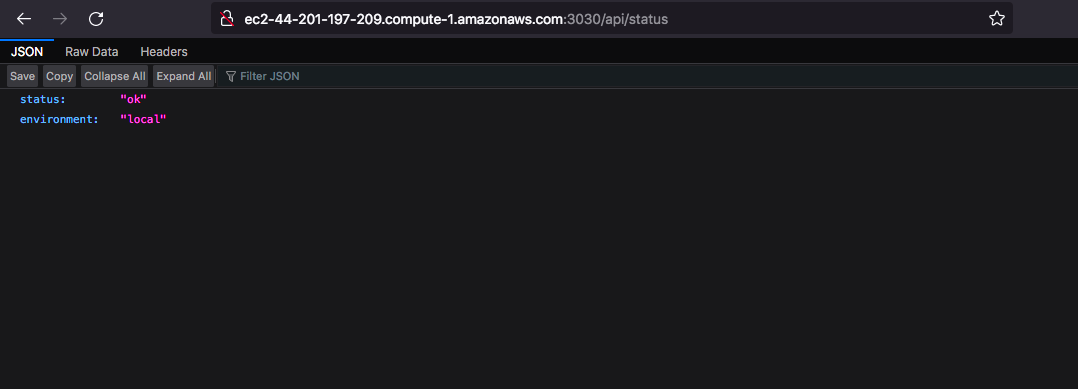 ec2-44-201-197-209.compute-1.amazonaws.com:3030/api/status
JSON Raw Data Headers
Save Copy Collapse All Expand All Filter JSON
status: "ok"
environment: "local"